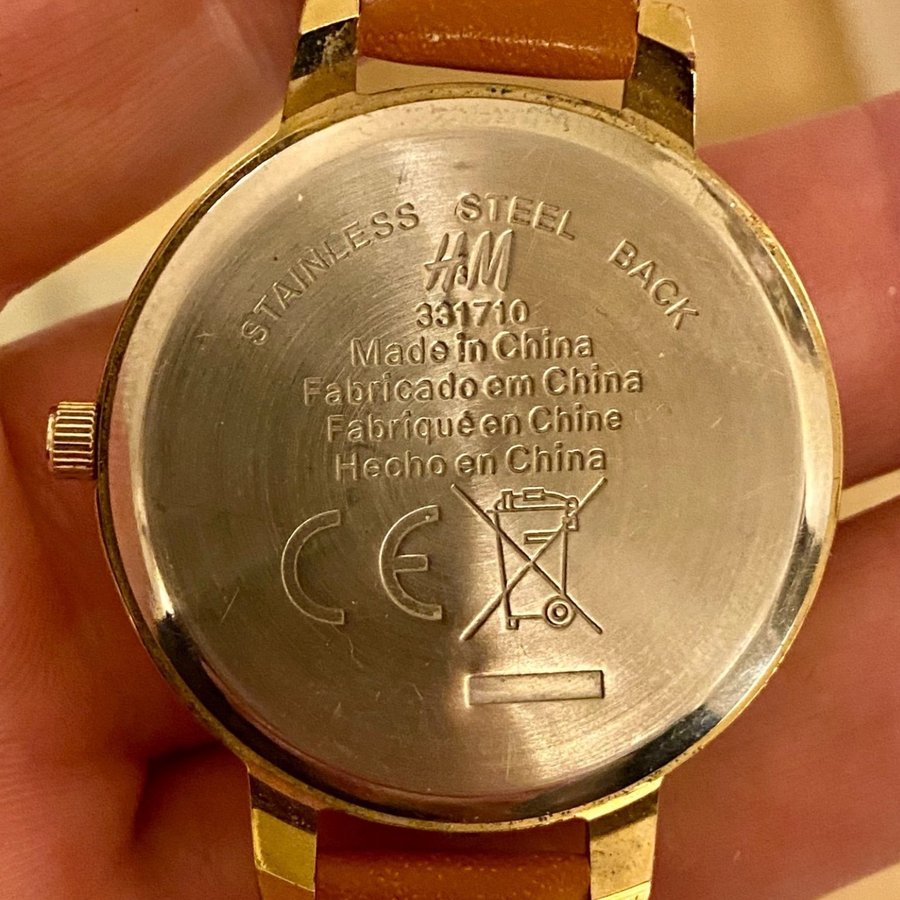 STAINLESS STEEL BACK
H&M
331710
Made in China
Fabricado em China
Fabriqué en Chine
Hecho en China
CE